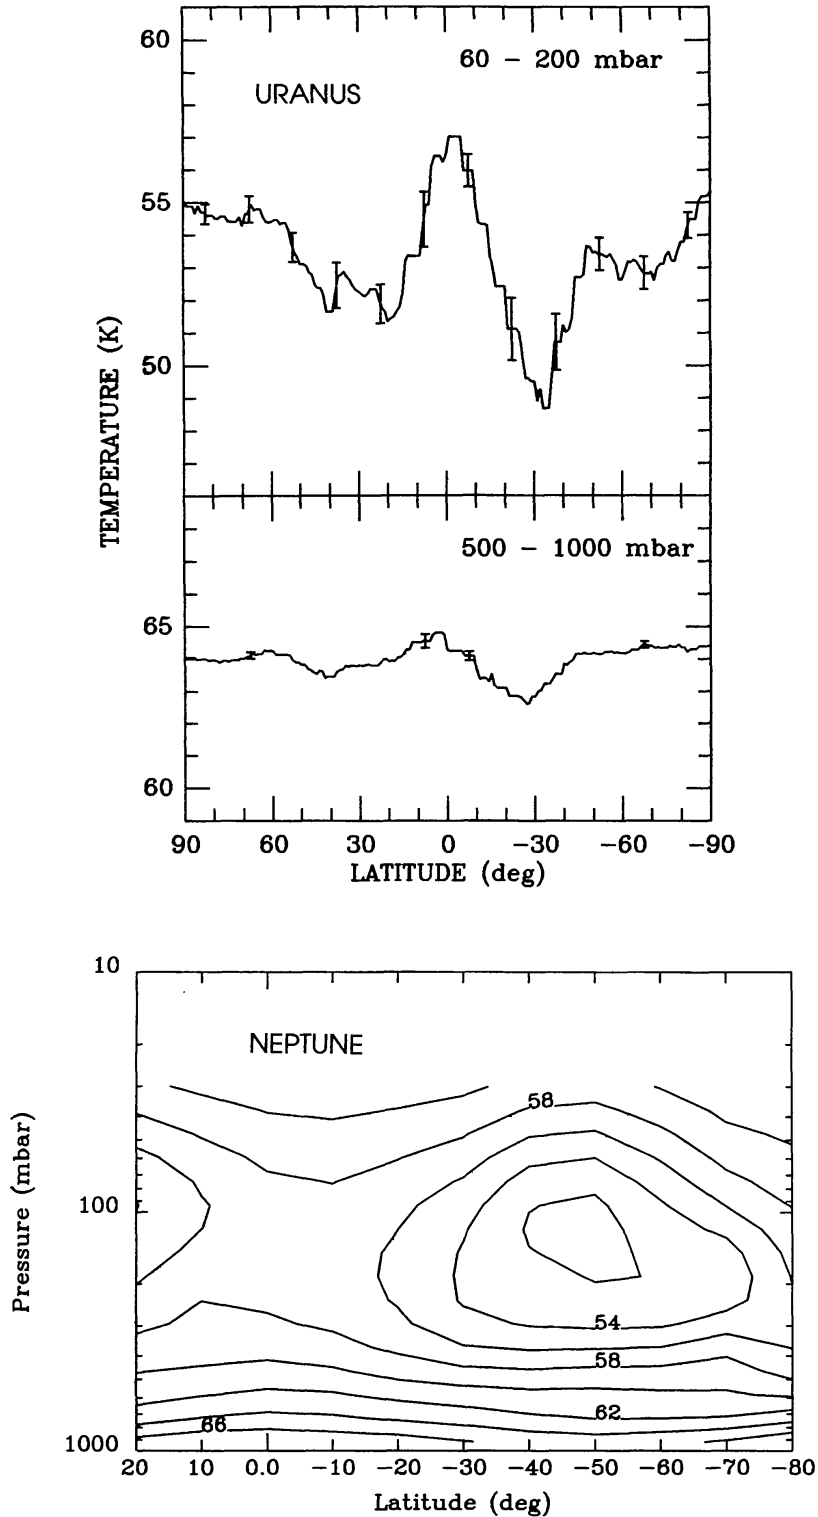 60
60 – 200 mbar
URANUS
55
50
TEMPERATURE (K)
500 – 1000 mbar
65
60
90 60 30 0 −30 −60 −90
LATITUDE (deg)
10
NEPTUNE
58
100
Pressure (mbar)
54
58
62
66
1000
20 10 0.0 −10 −20 −30 −40 −50 −60 −70 −80
Latitude (deg)